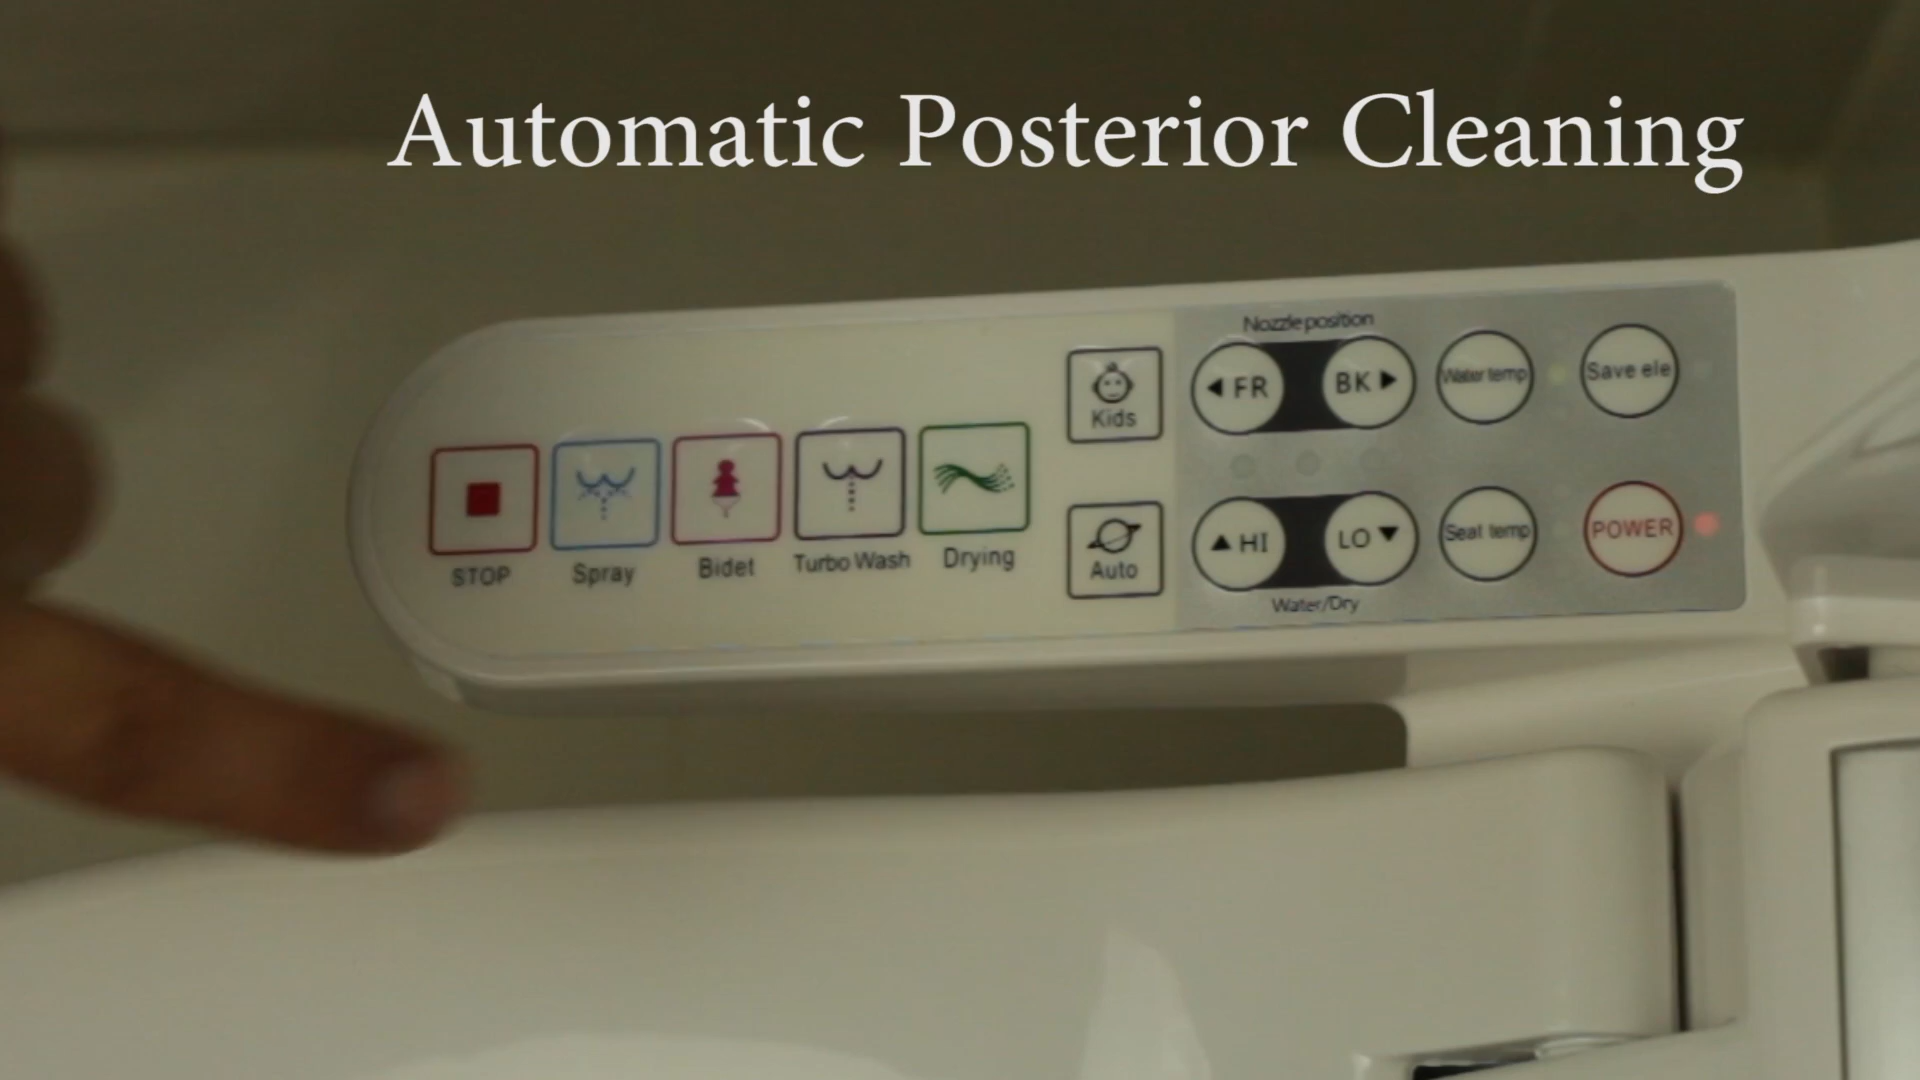 Automatic Posterior Cleaning
Nozzle position
◀ FR
BK ▶
Water temp
Save ele
Kids
STOP
Spray
Bidet
Turbo Wash
Drying
Auto
▲ HI
LO ▼
Seat temp
POWER
Water/Dry